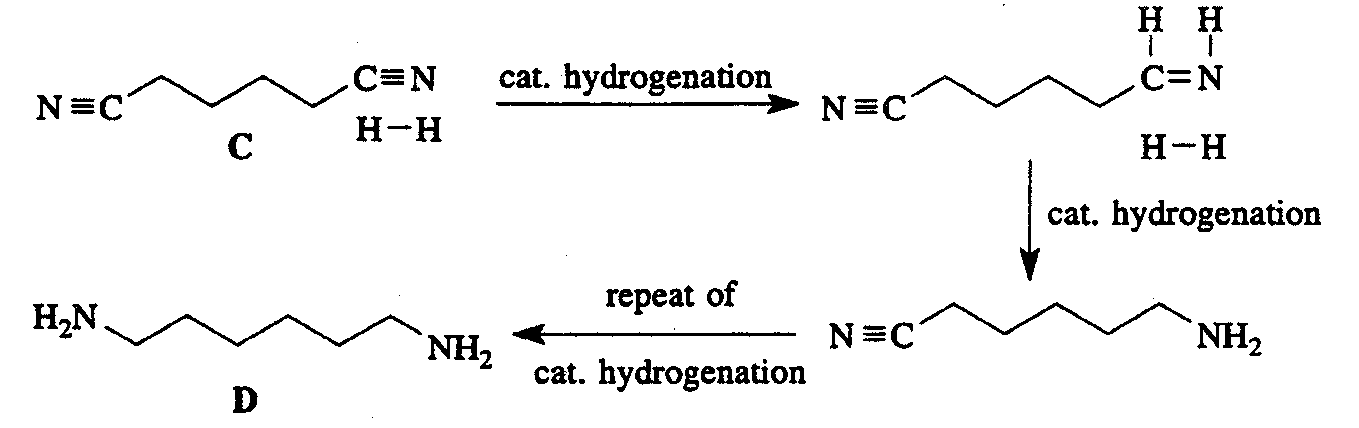 H H
N≡C C≡N cat. hydrogenation N≡C C=N
C H−H H−H
cat. hydrogenation
H₂N NH₂ repeat of N≡C NH₂
D cat. hydrogenation